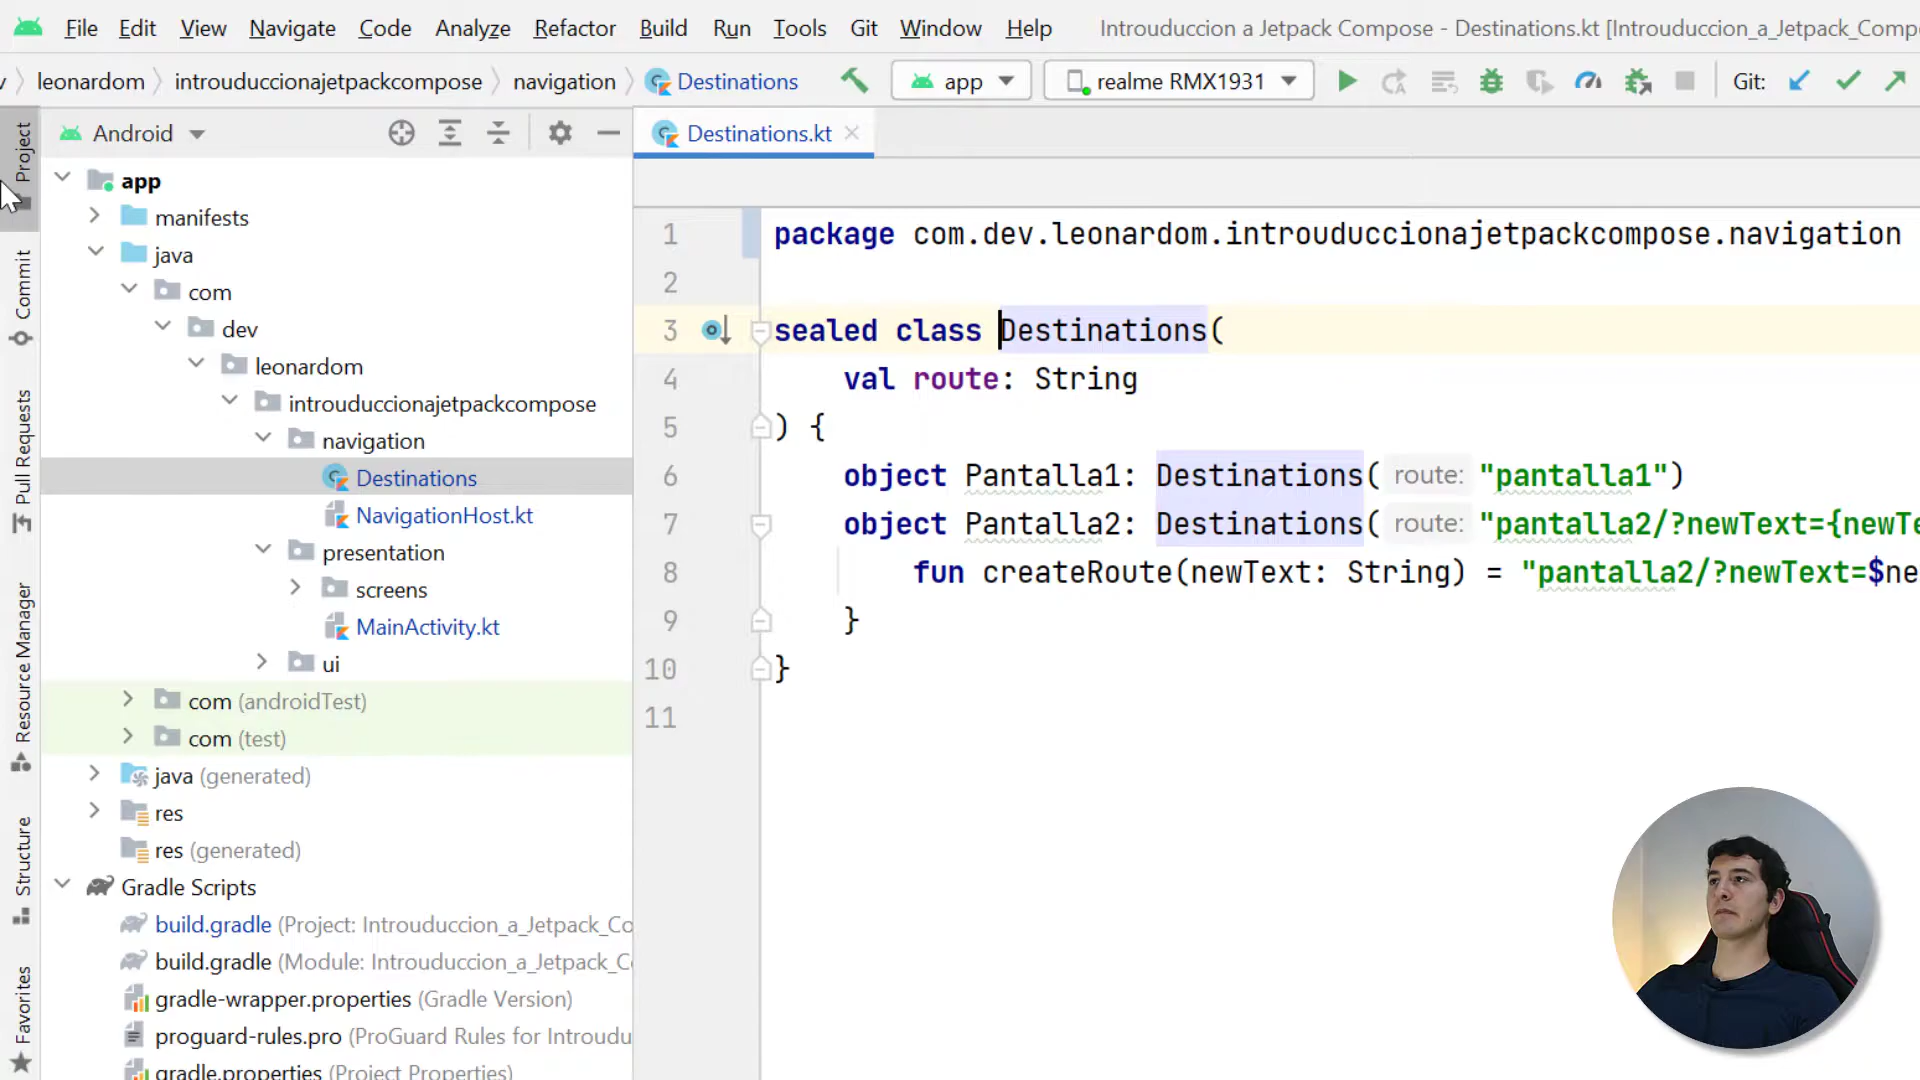 File Edit View Navigate Code Analyze Refactor Build Run Tools Git Window Help Introuduccion a Jetpack Compose - Destinations.kt [Introuduccion_a_Jetpack_Comp
leonardom introuduccionajetpackcompose navigation Destinations app realme RMX1931 Git:
Project
Commit
Pull Requests
Resource Manager
Structure
Favorites
Android
app
manifests
java
com
dev
leonardom
introuduccionajetpackcompose
navigation
Destinations
NavigationHost.kt
presentation
screens
MainActivity.kt
ui
com (androidTest)
com (test)
java (generated)
res
res (generated)
Gradle Scripts
build.gradle (Project: Introuduccion_a_Jetpack_Co
build.gradle (Module: Introuduccion_a_Jetpack_C
gradle-wrapper.properties (Gradle Version)
proguard-rules.pro (ProGuard Rules for Introudu
gradle.properties (Project Properties)
Destinations.kt
1 package com.dev.leonardom.introuduccionajetpackcompose.navigation
2
3 sealed class Destinations(
4 val route: String
5 ) {
6 object Pantalla1: Destinations( route: "pantalla1")
7 object Pantalla2: Destinations( route: "pantalla2/?newText={newTe
8 fun createRoute(newText: String) = "pantalla2/?newText=$ne
9 }
10 }
11